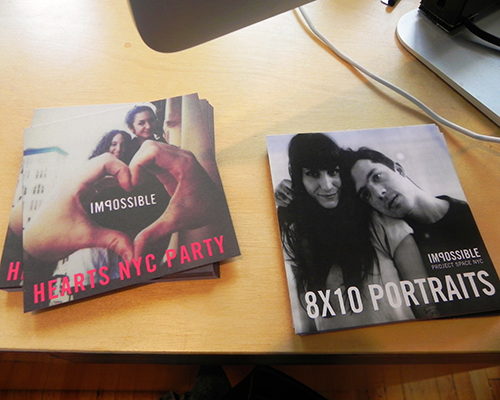 IMPOSSIBLE
HEARTS NYC PARTY
H
IMPOSSIBLE
PROJECT SPACE NYC
8X10 PORTRAITS